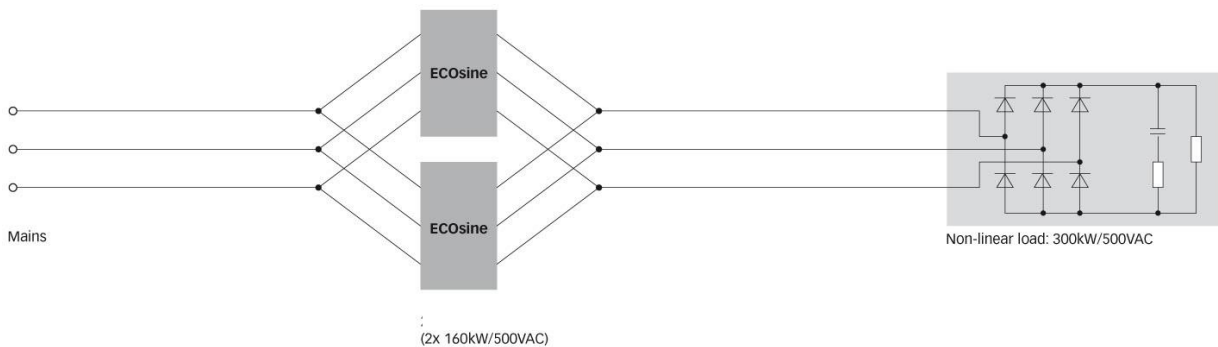 ECOsine
ECOsine
Mains
Non-linear load: 300kW/500VAC
:
(2x 160kW/500VAC)